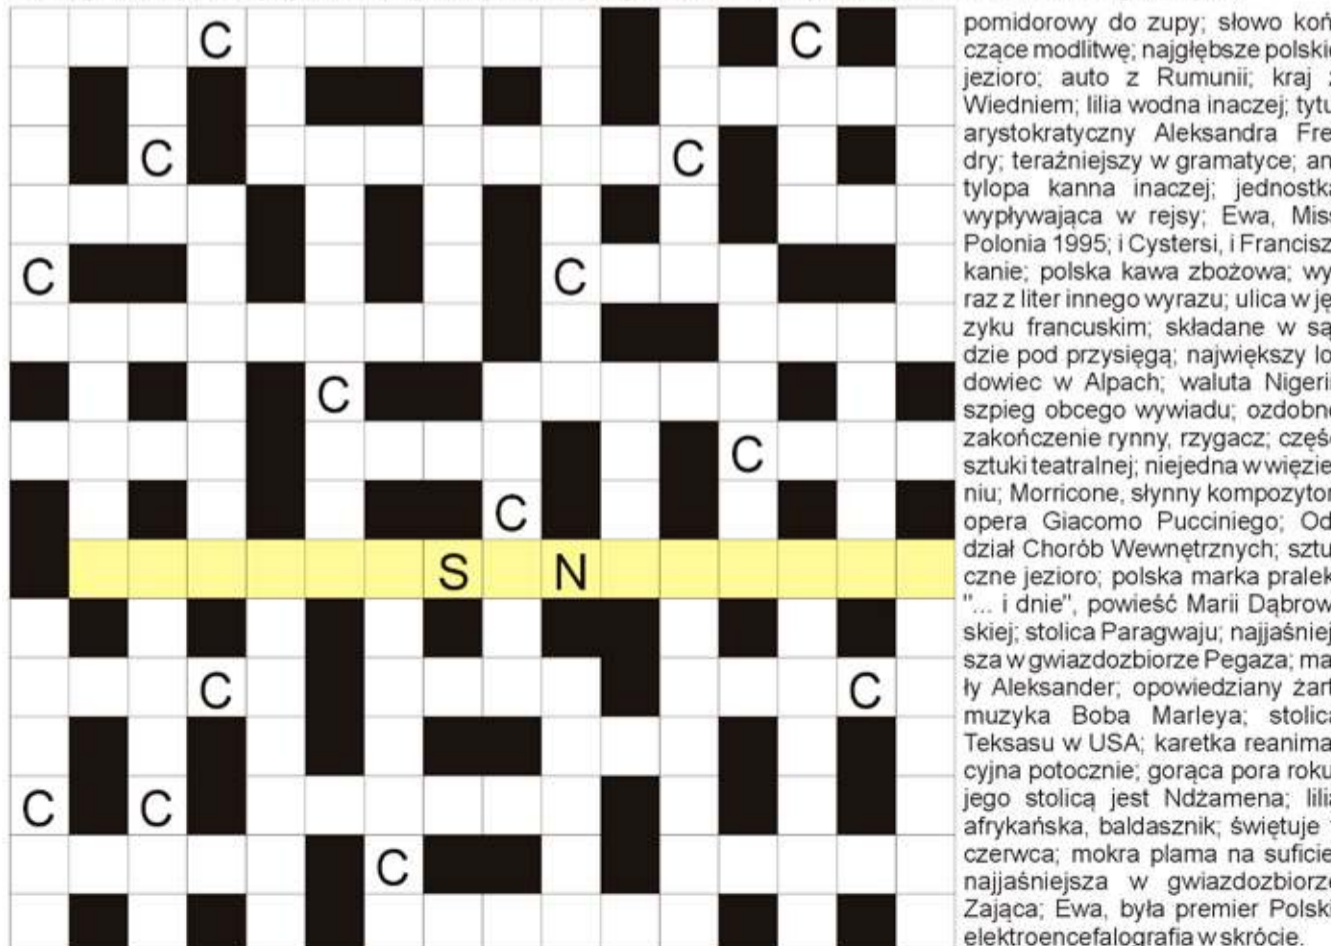 C C
C C
C C
C
C
C
S N
C C
C C
C
pomidorowy do zupy; słowo koń
czące modlitwę; najgłębsze polski
jezioro; auto z Rumunii; kraj
Wiedniem; lilia wodna inaczej; tytu
arystokratyczny Aleksandra Fre
dry; teraźniejszy w gramatyce; an
tylopa kanna inaczej; jednostka
wypływająca w rejsy; Ewa, Miss
Polonia 1995; i Cystersi, i Francisz
kanie; polska kawa zbożowa; wy
raz z liter innego wyrazu; ulica w ję
zyku francuskim; składane w są
dzie pod przysięgą; największy lo
dowiec w Alpach; waluta Nigerii
szpieg obcego wywiadu; ozdobn
zakończenie rynny, rzygacz; częś
sztuki teatralnej; niejedna w więzie
niu; Morricone, słynny kompozytor
opera Giacomo Pucciniego; Od
dział Chorób Wewnętrznych; sztu
czne jezioro; polska marka pralek
"... i dnie", powieść Marii Dąbrow
skiej; stolica Paragwaju; najjaśniej
sza w gwiazdozbiorze Pegaza; ma
ły Aleksander; opowiedziany żart
muzyka Boba Marleya; stolica
Teksasu w USA; karetka reanima
cyjna potocznie; gorąca pora roku
jego stolicą jest Ndżamena; lilia
afrykańska, baldasznik; świętuje
czerwca; mokra plama na suficie
najjaśniejsza w gwiazdozbiorze
Zająca; Ewa, była premier Polski
elektroencefalografia w skrócie.